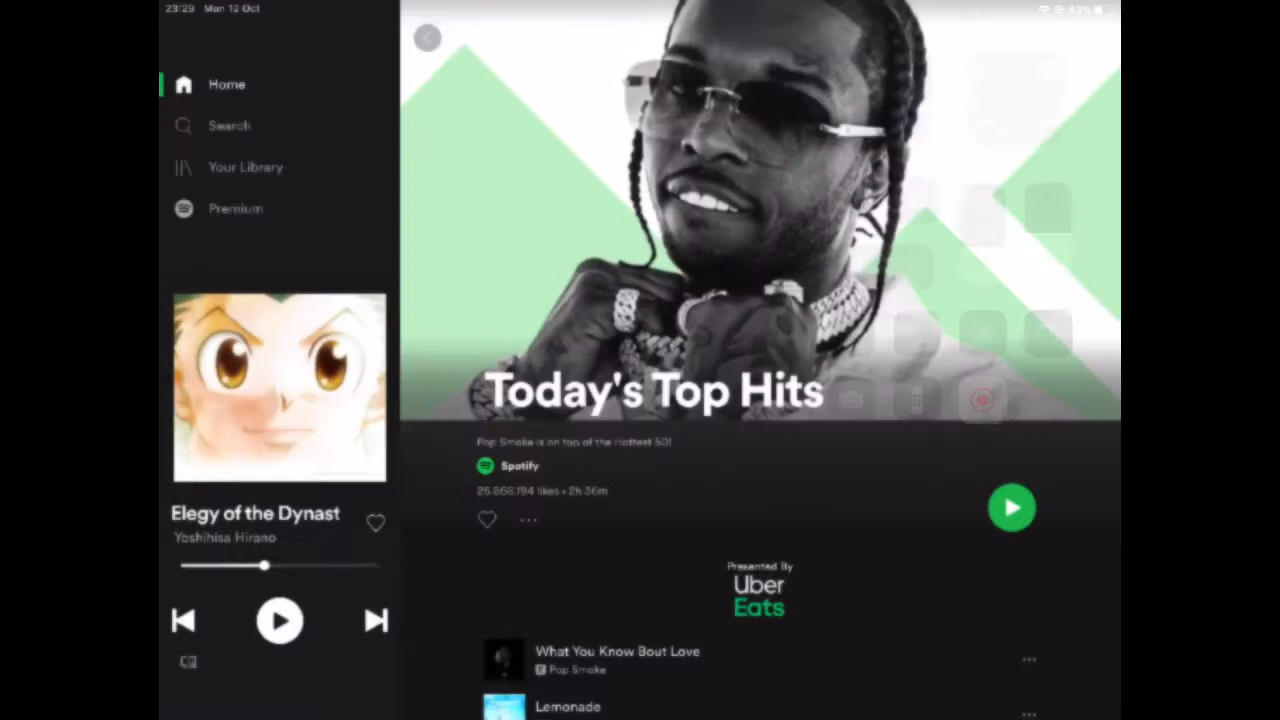 23:29 Mon 12 Oct
43%
Home
Search
Your Library
Premium
Elegy of the Dynast
Yoshihisa Hirano
Today's Top Hits
Pop Smoke is on top of the Hottest 50!
Spotify
26,868,194 likes • 2h 36m
Presented By
Uber
Eats
What You Know Bout Love
E Pop Smoke
Lemonade